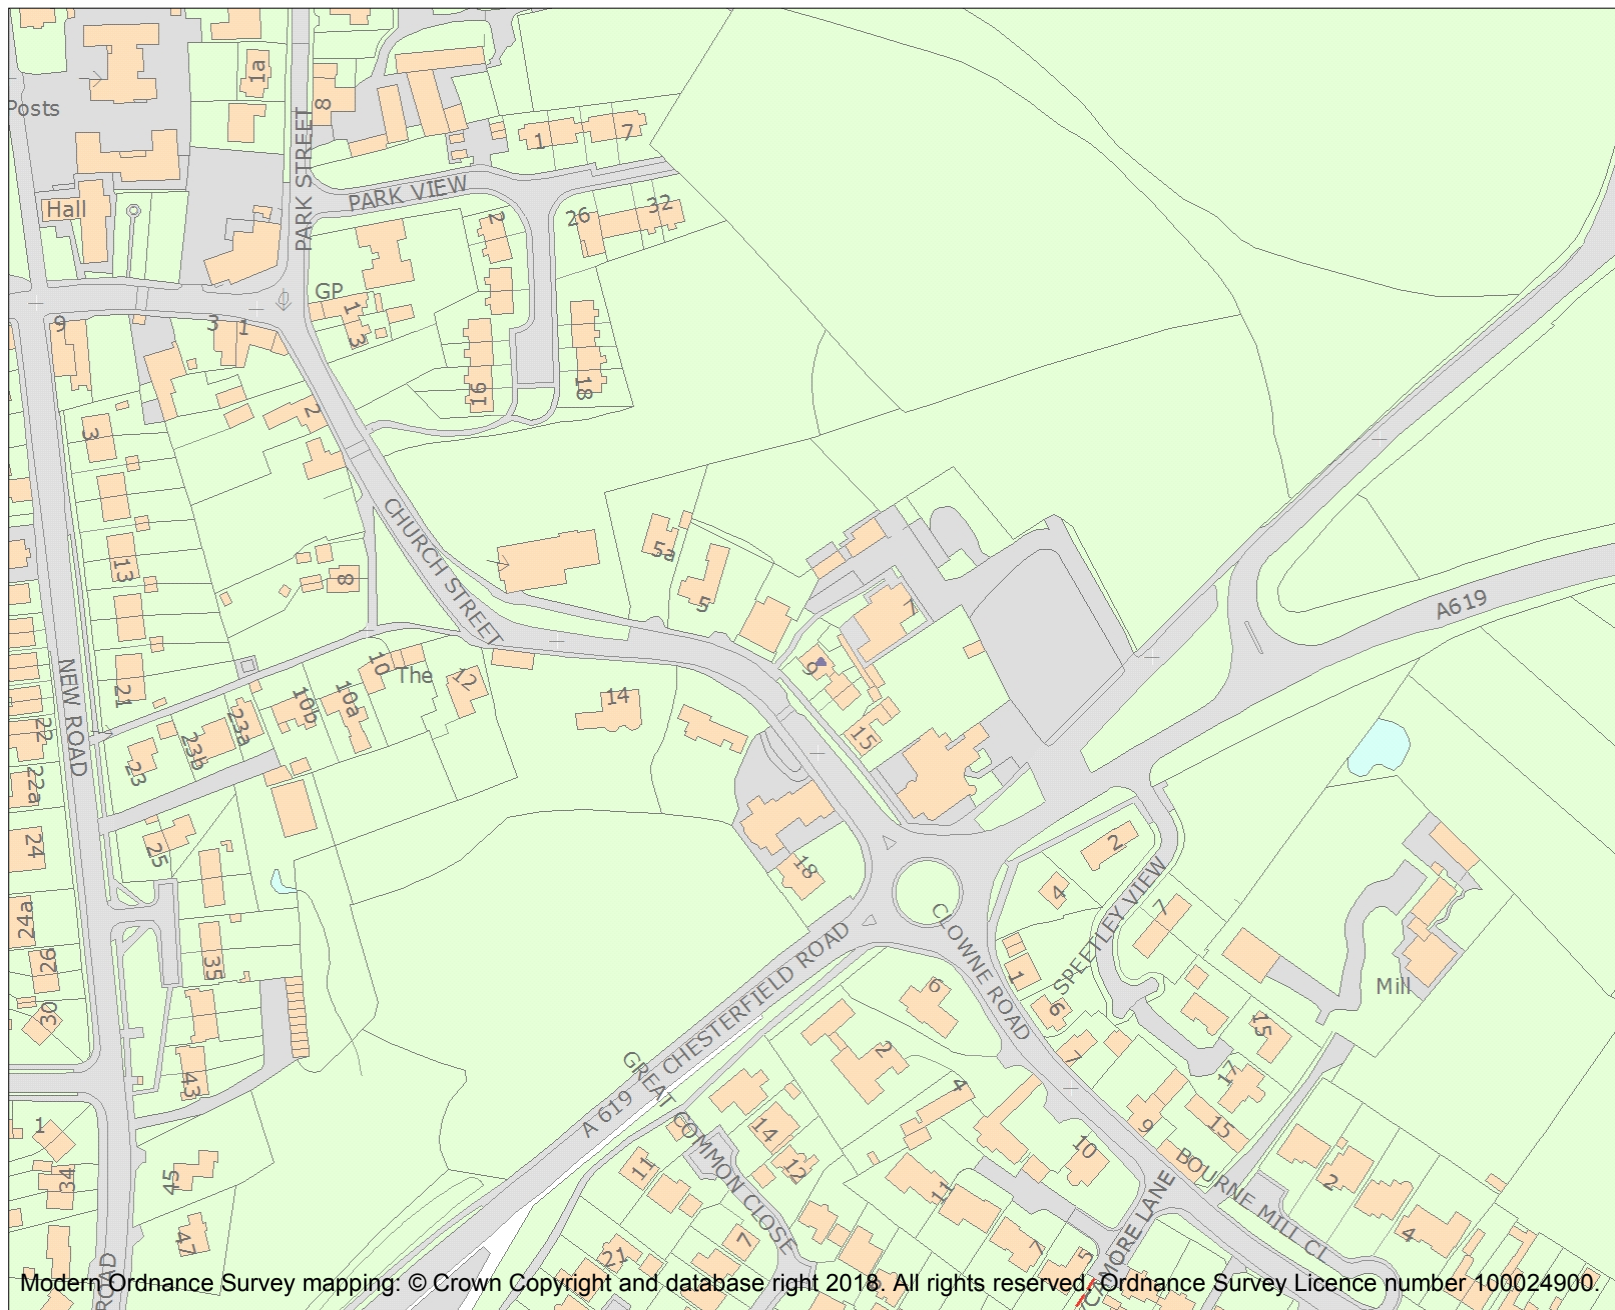 1a
Posts
8
PARK STREET
1
7
PARK VIEW
Hall
2
26
32
GP
1
3
9
3
1
16
18
2
3
CHURCH STREET
13
5a
8
5
7
NEW ROAD
21
10
The
12
9
A619
10b
10a
14
23a
23b
23
22
15
22a
24
25
18
2
4
SPEETLEY VIEW
7
24a
26
35
30
CLOWNE ROAD
1
6
6
Mill
15
7
17
2
GREAT COMMON CLOSE
A 619 CHESTERFIELD ROAD
43
4
1
14
9
15
10
11
12
34
45
BOURNE MILL CL
2
11
SYCAMORE LANE
4
47
7
21
7
5
ROAD
Modern Ordnance Survey mapping: © Crown Copyright and database right 2018. All rights reserved. Ordnance Survey Licence number 100024900.